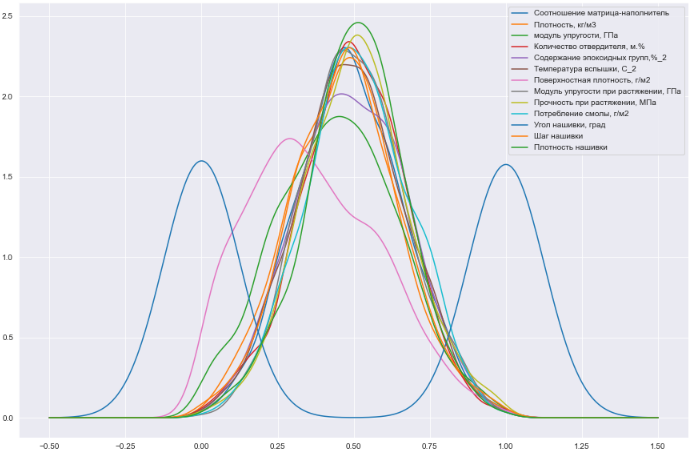 2.5
2.0
1.5
1.0
0.5
0.0
Соотношение матрица-наполнитель
Плотность, кг/м3
модуль упругости, ГПа
Количество отвердителя, м.%
Содержание эпоксидных групп,%_2
Температура вспышки, С_2
Поверхностная плотность, г/м2
Модуль упругости при растяжении, ГПа
Прочность при растяжении, МПа
Потребление смолы, г/м2
Угол нашивки, град
Шаг нашивки
Плотность нашивки
−0.50 −0.25 0.00 0.25 0.50 0.75 1.00 1.25 1.50